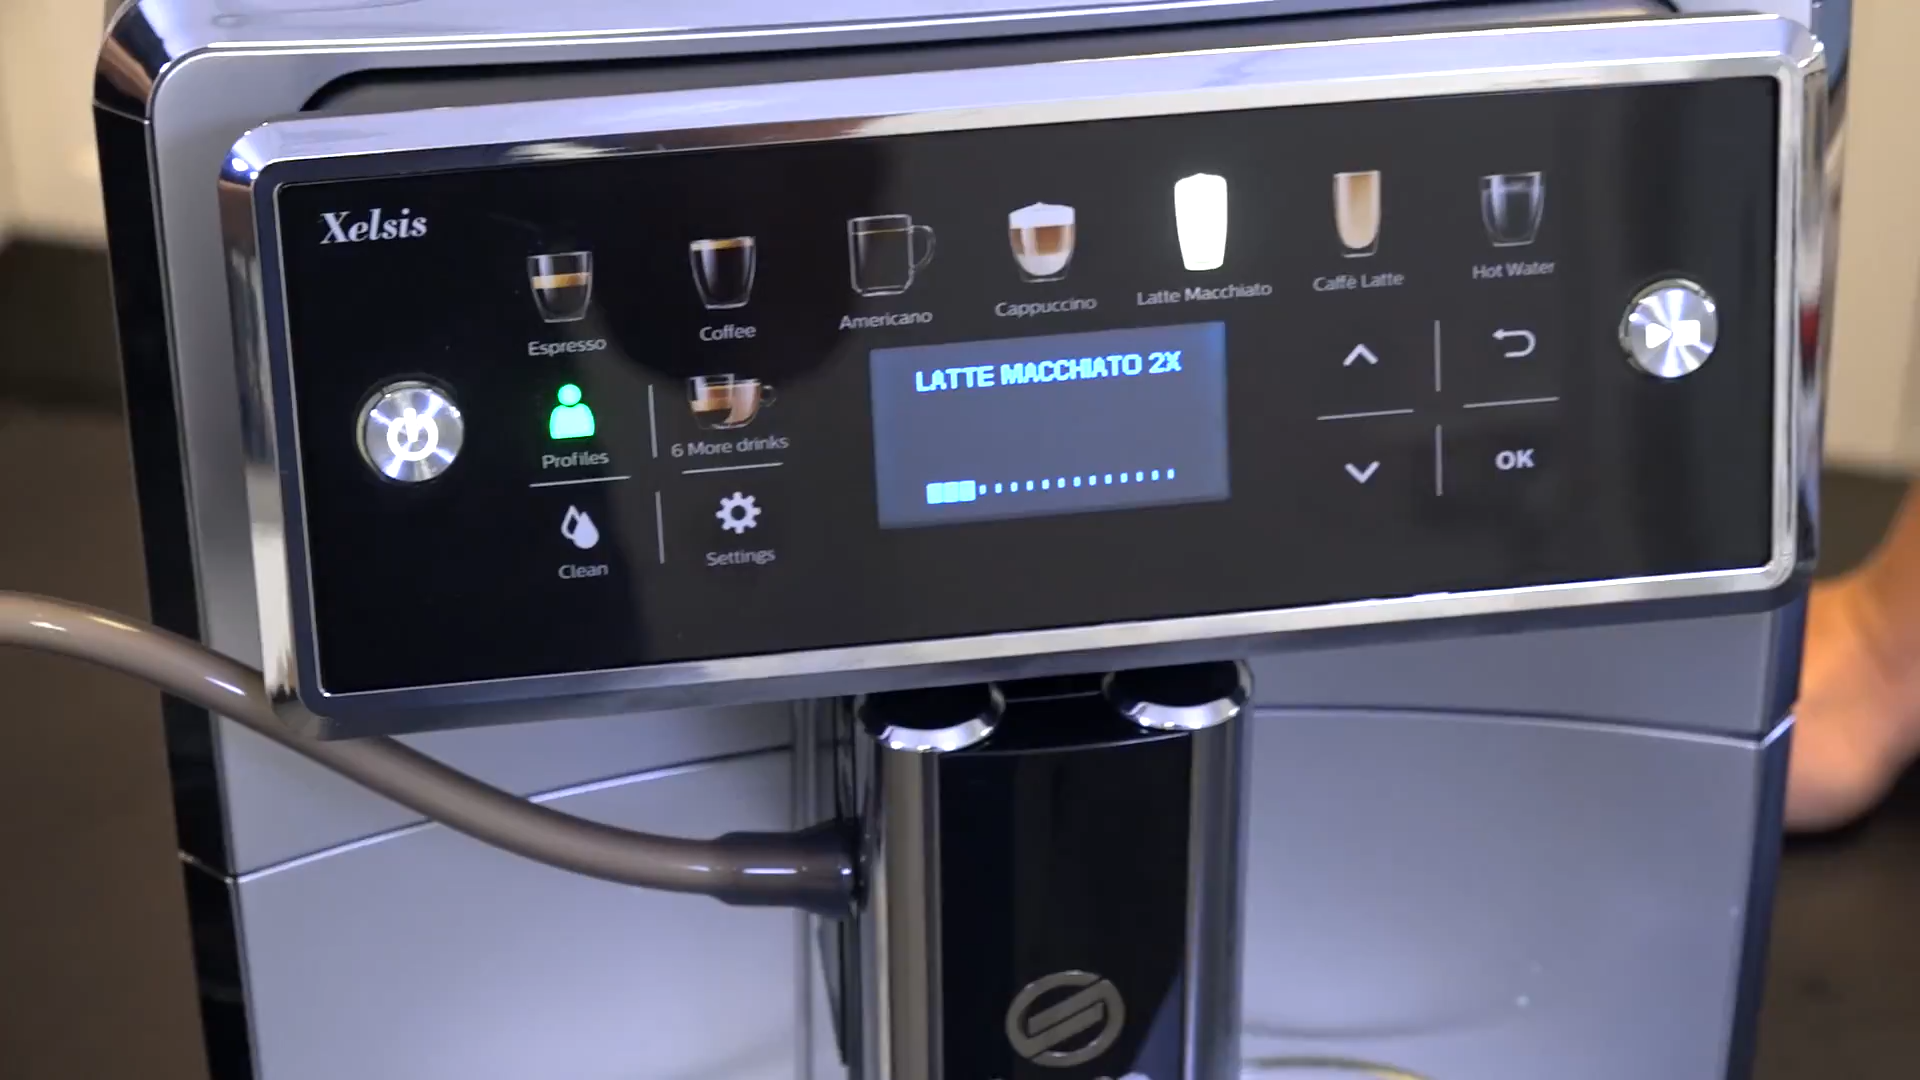 Xelsis
Espresso
Coffee
Americano
Cappuccino
Latte Macchiato
Caffè Latte
Hot Water
LATTE MACCHIATO 2X
Profiles
6 More drinks
OK
Clean
Settings